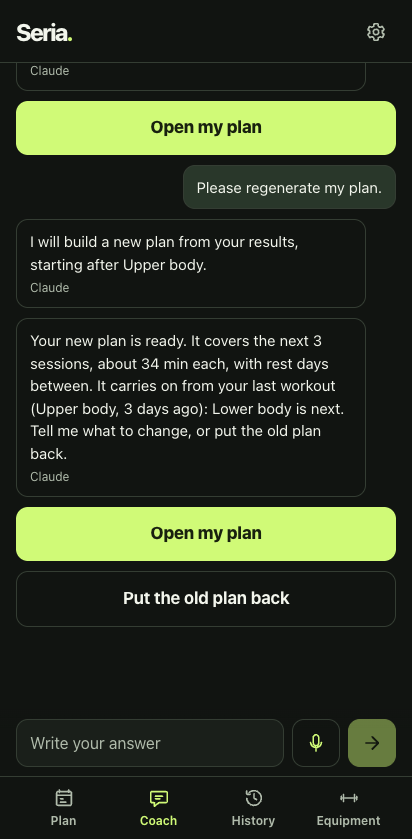 Seria.
Claude
Open my plan
Please regenerate my plan.
I will build a new plan from your results,
starting after Upper body.
Claude
Your new plan is ready. It covers the next 3
sessions, about 34 min each, with rest days
between. It carries on from your last workout
(Upper body, 3 days ago): Lower body is next.
Tell me what to change, or put the old plan
back.
Claude
Open my plan
Put the old plan back
Write your answer
Plan
Coach
History
Equipment